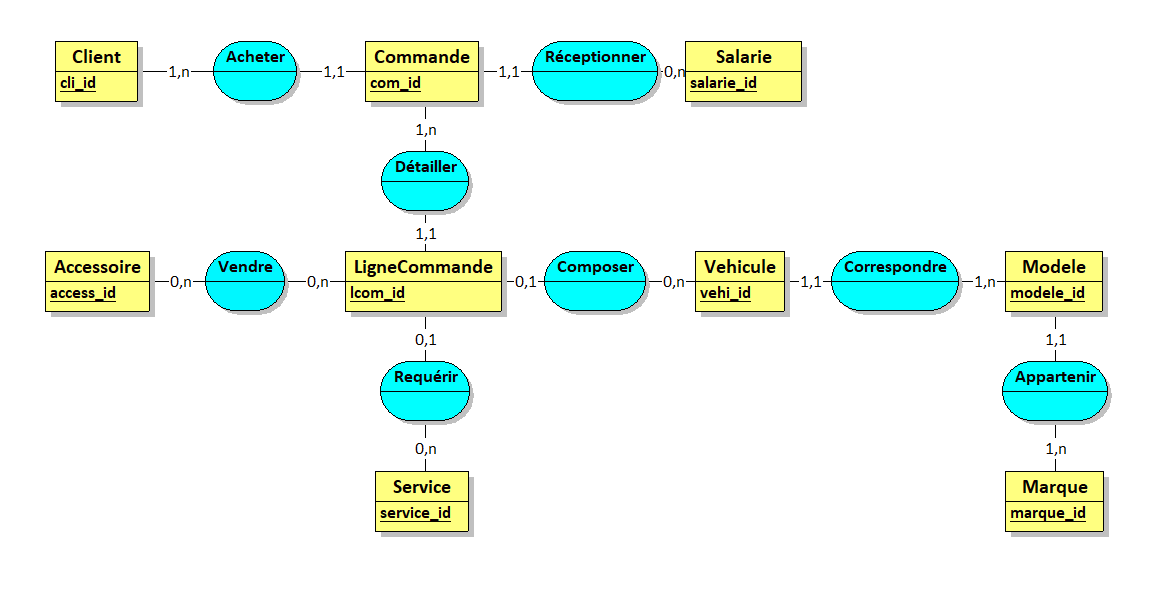 Client
cli_id
1,n
Acheter
1,1
Commande
com_id
1,1
Réceptionner
0,n
Salarie
salarie_id
1,n
Détailler
1,1
Accessoire
access_id
0,n
Vendre
0,n
LigneCommande
lcom_id
0,1
Composer
0,n
Vehicule
vehi_id
1,1
Correspondre
1,n
Modele
modele_id
0,1
Requérir
0,n
Service
service_id
1,1
Appartenir
1,n
Marque
marque_id